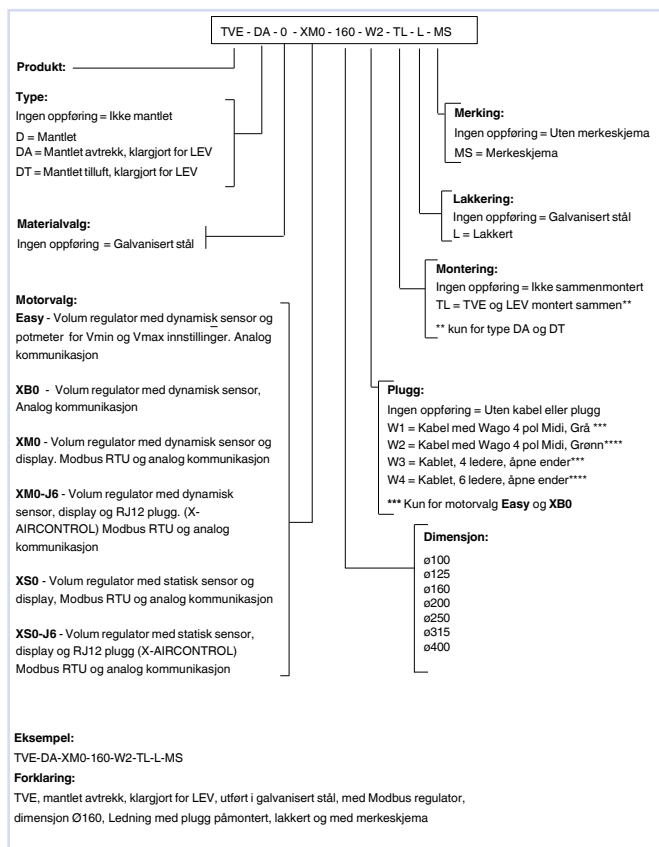 TVE - DA - 0 - XM0 - 160 - W2 - TL - L - MS
Produkt:
Type:
Ingen oppføring = Ikke mantlet
D = Mantlet
DA = Mantlet avtrekk, klargjort for LEV
DT = Mantlet tilluft, klargjort for LEV
Materialvalg:
Ingen oppføring = Galvanisert stål
Motorvalg:
Easy - Volum regulator med dynamisk sensor og
potmeter for Vmin og Vmax innstillinger. Analog
kommunikasjon
XB0 - Volum regulator med dynamisk sensor,
Analog kommunikasjon
XM0 - Volum regulator med dynamisk sensor og
display. Modbus RTU og analog kommunikasjon
XM0-J6 - Volum regulator med dynamisk
sensor, display og RJ12 plugg. (X-
AIRCONTROL) Modbus RTU og analog
kommunikasjon
XS0 - Volum regulator med statisk sensor og
display, Modbus RTU og analog kommunikasjon
XS0-J6 - Volum regulator med statisk sensor,
display og RJ12 plugg (X-AIRCONTROL)
Modbus RTU og analog kommunikasjon
Merking:
Ingen oppføring = Uten merkeskjema
MS = Merkeskjema
Lakkering:
Ingen oppføring = Galvanisert stål
L = Lakkert
Montering:
Ingen oppføring = Ikke sammenmontert
TL = TVE og LEV montert sammen**
** kun for type DA og DT
Plugg:
Ingen oppføring = Uten kabel eller plugg
W1 = Kabel med Wago 4 pol Midi, Grå ***
W2 = Kabel med Wago 4 pol Midi, Grønn****
W3 = Kablet, 4 ledere, åpne ender***
W4 = Kablet, 6 ledere, åpne ender****
*** Kun for motorvalg Easy og XB0
Dimensjon:
ø100
ø125
ø160
ø200
ø250
ø315
ø400
Eksempel:
TVE-DA-XM0-160-W2-TL-L-MS
Forklaring:
TVE, mantlet avtrekk, klargjort for LEV, utført i galvanisert stål, med Modbus regulator,
dimensjon Ø160, Ledning med plugg påmontert, lakkert og med merkeskjema